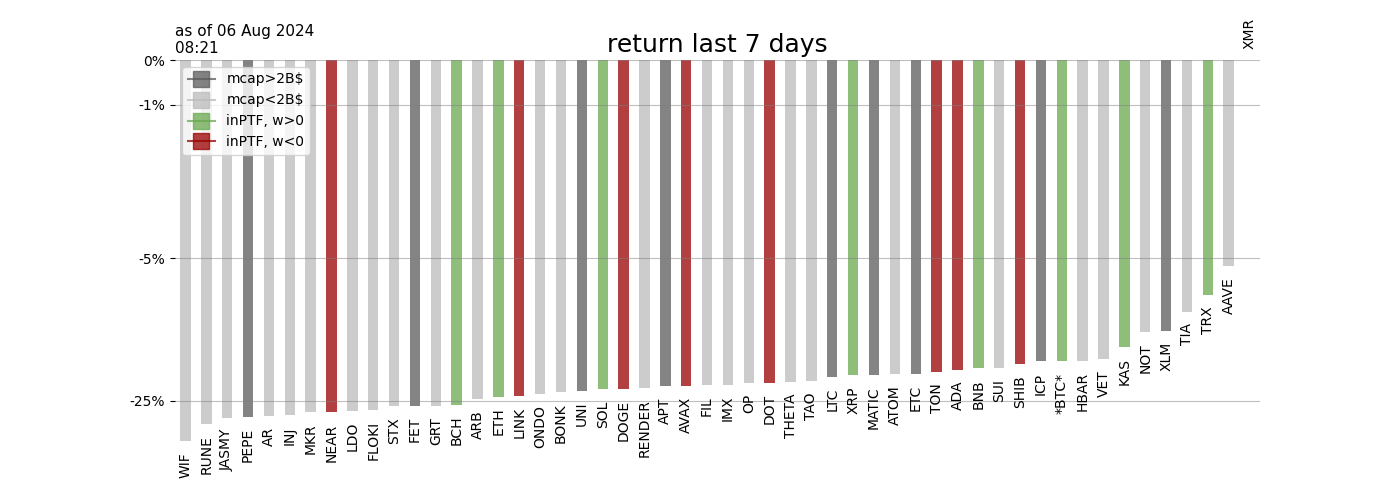 as of 06 Aug 2024
08:21
return last 7 days
XMR
0%
-1%
-5%
-25%
mcap>2B$
mcap<2B$
inPTF, w>0
inPTF, w<0
WIF
RUNE
JASMY
PEPE
AR
INJ
MKR
NEAR
LDO
FLOKI
STX
FET
GRT
BCH
ARB
ETH
LINK
ONDO
BONK
UNI
SOL
DOGE
RENDER
APT
AVAX
FIL
IMX
OP
DOT
THETA
TAO
LTC
XRP
MATIC
ATOM
ETC
TON
ADA
BNB
SUI
SHIB
ICP
*BTC*
HBAR
VET
KAS
NOT
XLM
TIA
TRX
AAVE